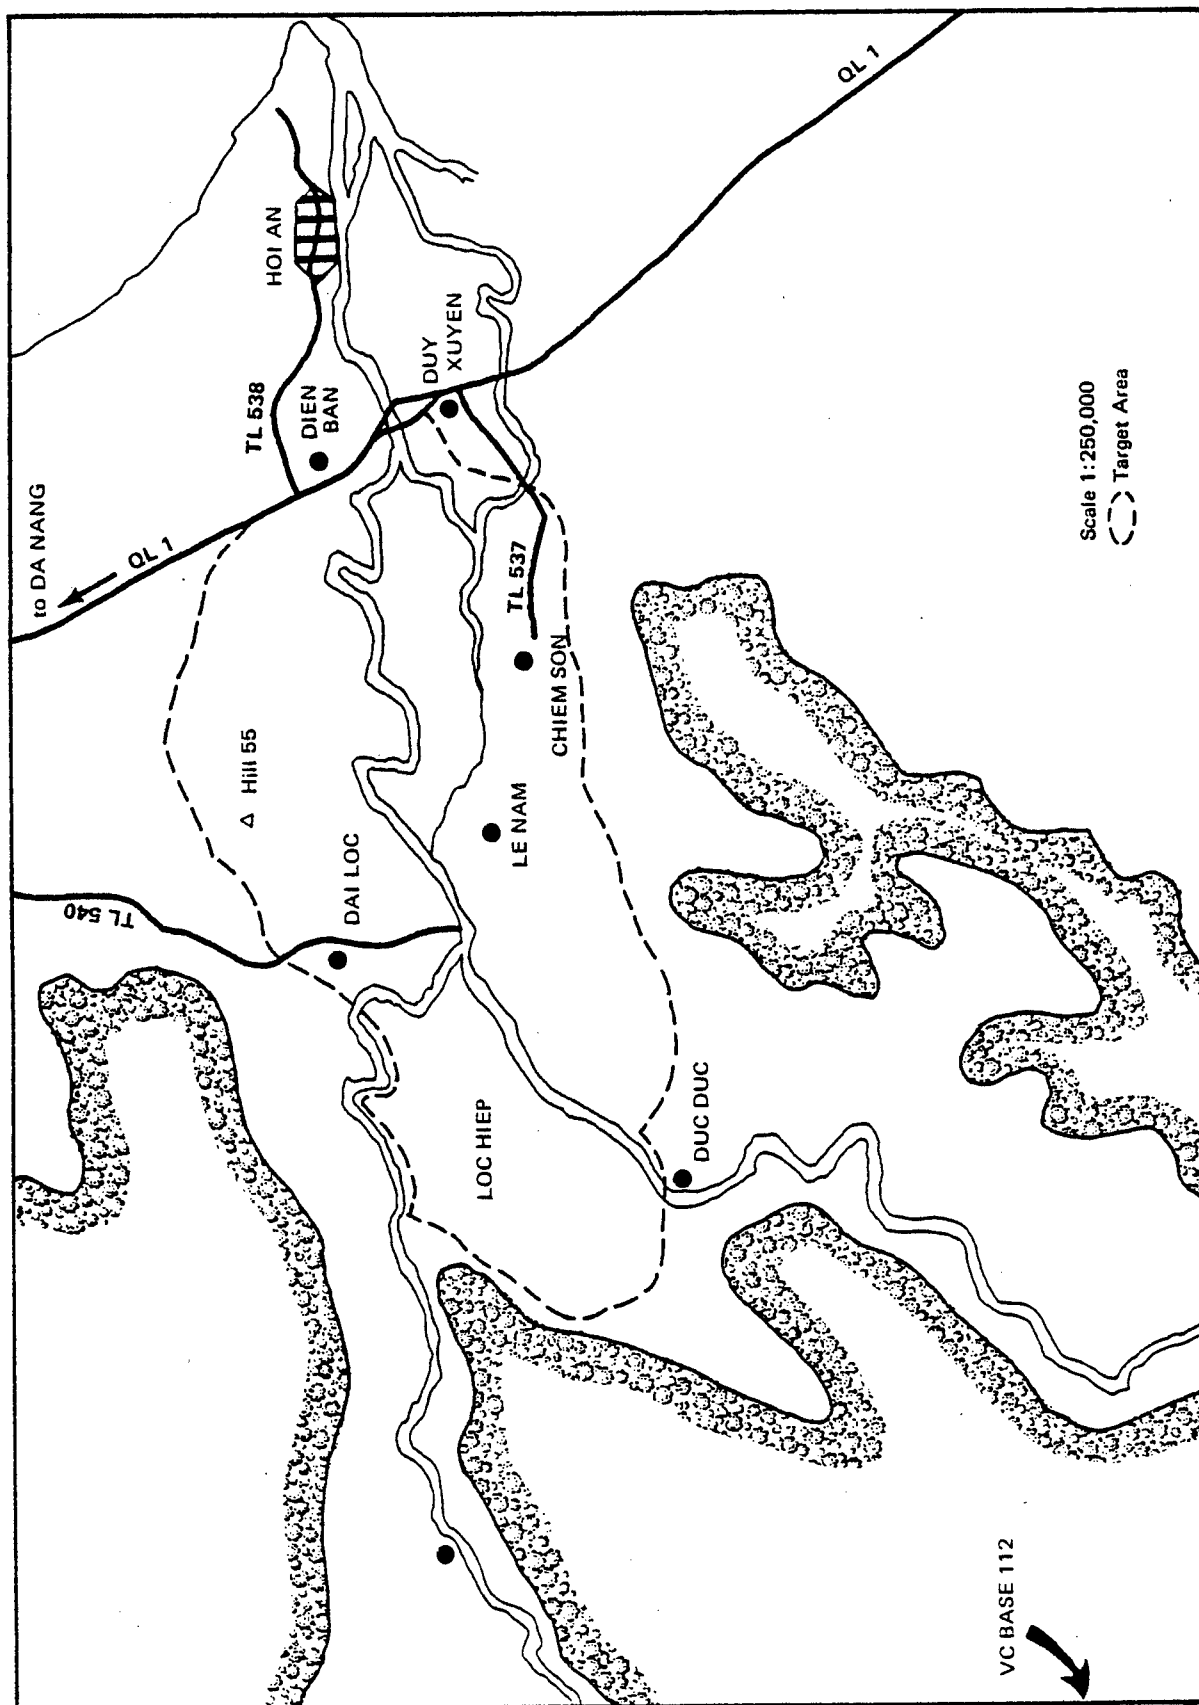 to DA NANG
QL 1
QL 1
TL 538
HOI AN
DIEN
BAN
DUY
XUYEN
TL 540
Hill 55
DAI LOC
TL 537
CHIEM SON
LE NAM
LOC HIEP
DUC DUC
Scale 1:250,000
Target Area
VC BASE 112